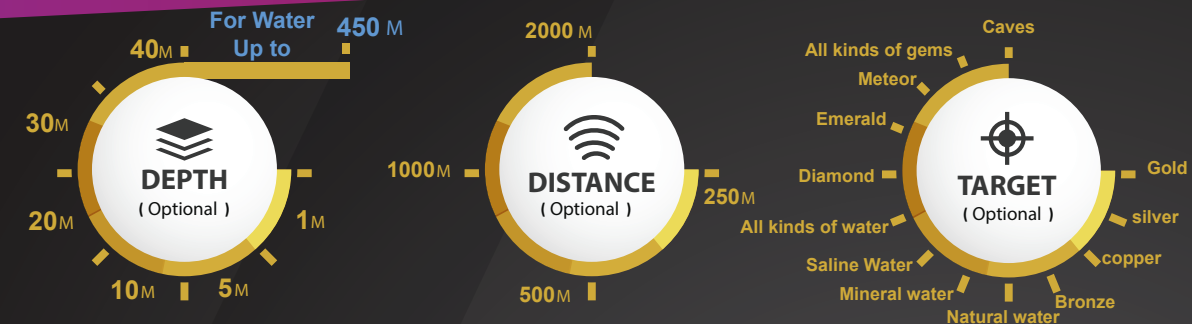 For Water
Up to
450 M
40M
30M
20M
10M
5M
1M
DEPTH
( Optional )
2000 M
1000M
500M
250M
DISTANCE
( Optional )
Caves
All kinds of gems
Meteor
Emerald
Diamond
All kinds of water
Saline Water
Mineral water
Natural water
Bronze
copper
silver
Gold
TARGET
( Optional )